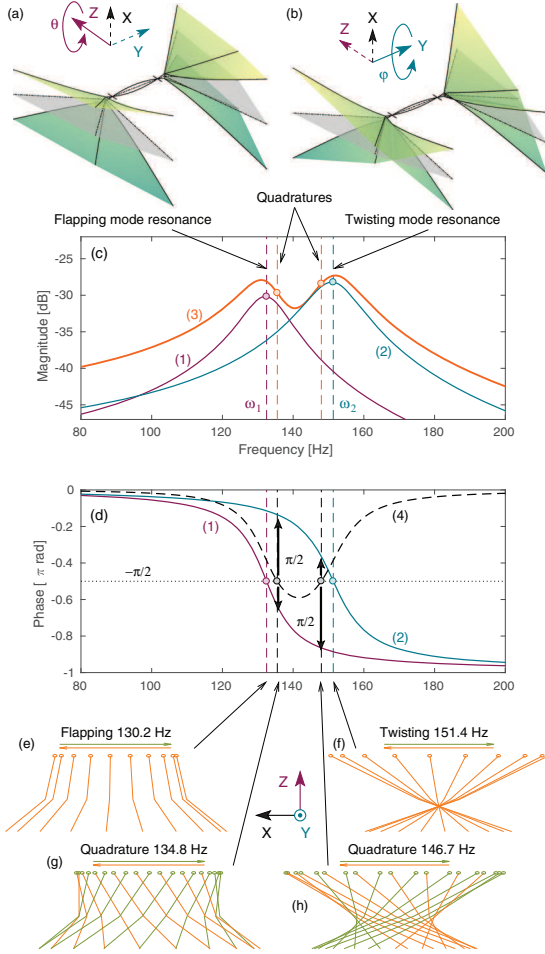 (a)
θ
Z
X
Y
(b)
X
Z
Y
φ
Quadratures
Flapping mode resonance
Twisting mode resonance
(c)
-25
-30
-35
-40
-45
Magnitude [dB]
(3)
(1)
(2)
ω1
ω2
80
100
120
140
160
180
200
Frequency [Hz]
0
-0.2
-0.4
-0.6
-0.8
-1
Phase [ π rad]
(d)
(1)
(4)
−π/2
π/2
π/2
(2)
80
100
120
140
160
180
200
Flapping 130.2 Hz
(e)
Twisting 151.4 Hz
(f)
Z
X
Y
Quadrature 134.8 Hz
(g)
Quadrature 146.7 Hz
(h)